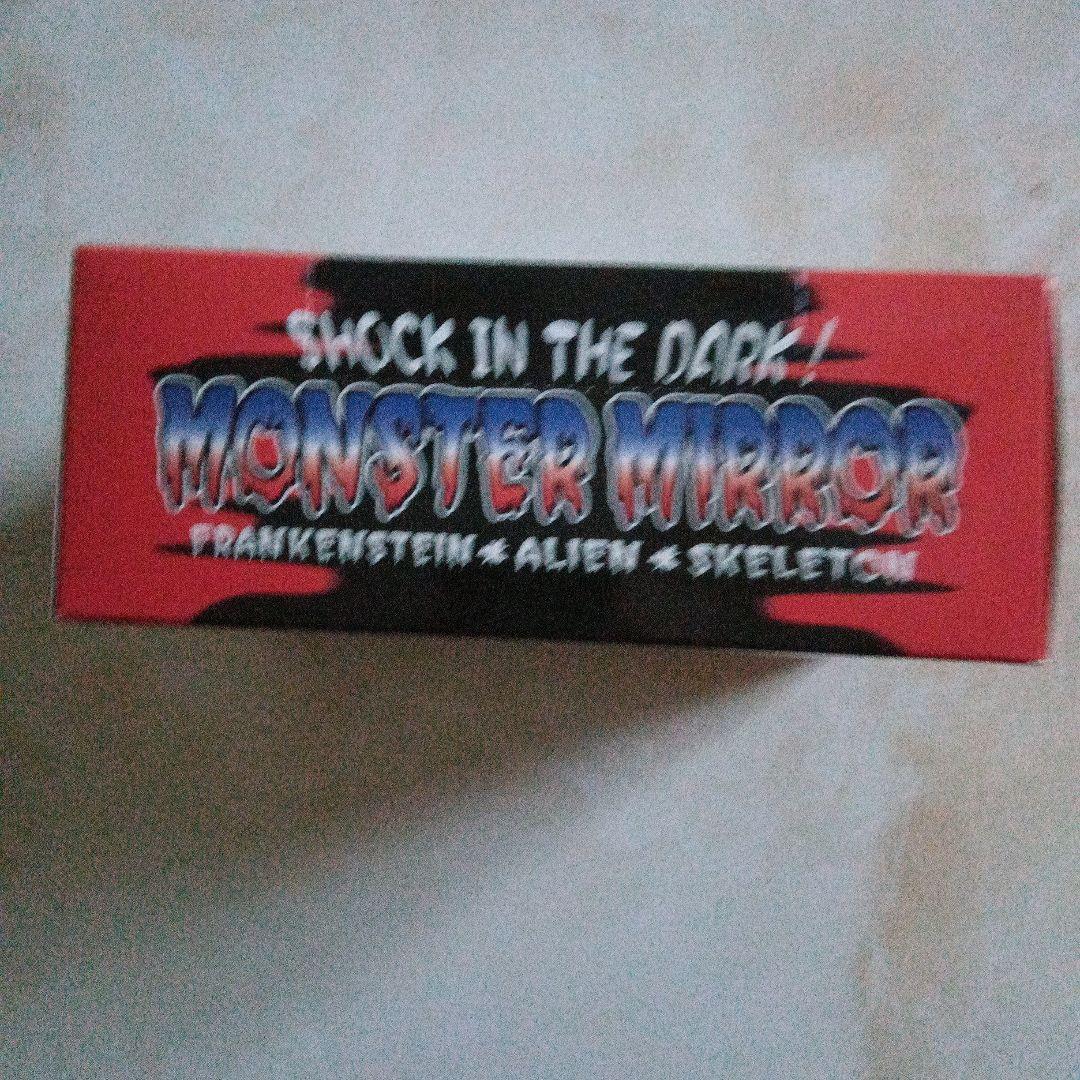 SHOCK IN THE DARK!
MONSTER MIRROR
FRANKENSTEIN★ALIEN★SKELETON